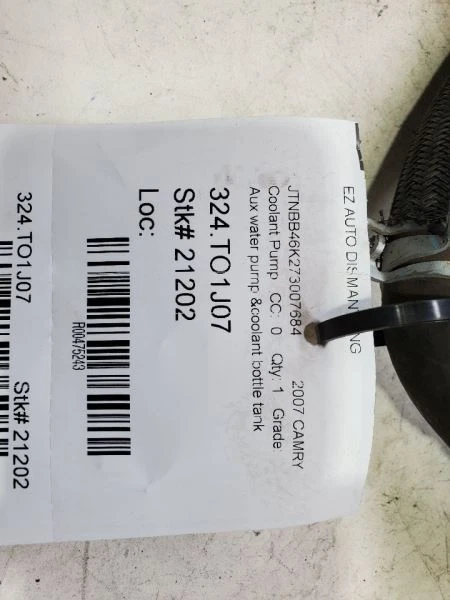 EZ AUTO DISMANTLING
JTNBB46K273007684 2007 CAMRY
Coolant Pump CC: 0 Qty: 1 Grade:
Aux water pump &coolant bottle tank
324.TO1J07
Stk# 21202
Loc:
R00475243
324.TO1J07 Stk# 21202